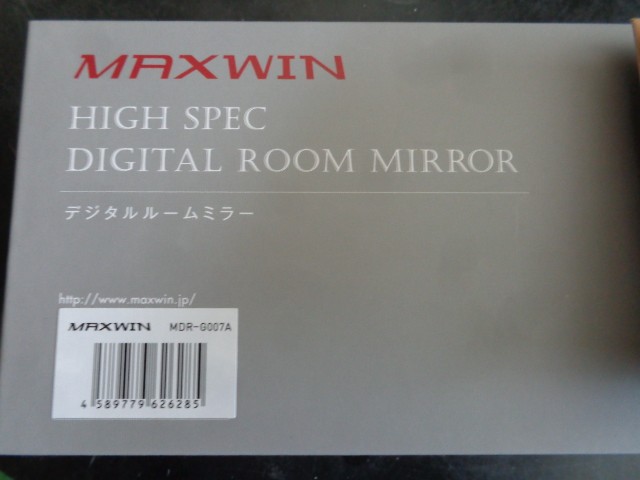 MAXWIN
HIGH SPEC
DIGITAL ROOM MIRROR
デジタルルームミラー
http://www.maxwin.jp/
MAXWIN MDR-G007A
4 589779 626285